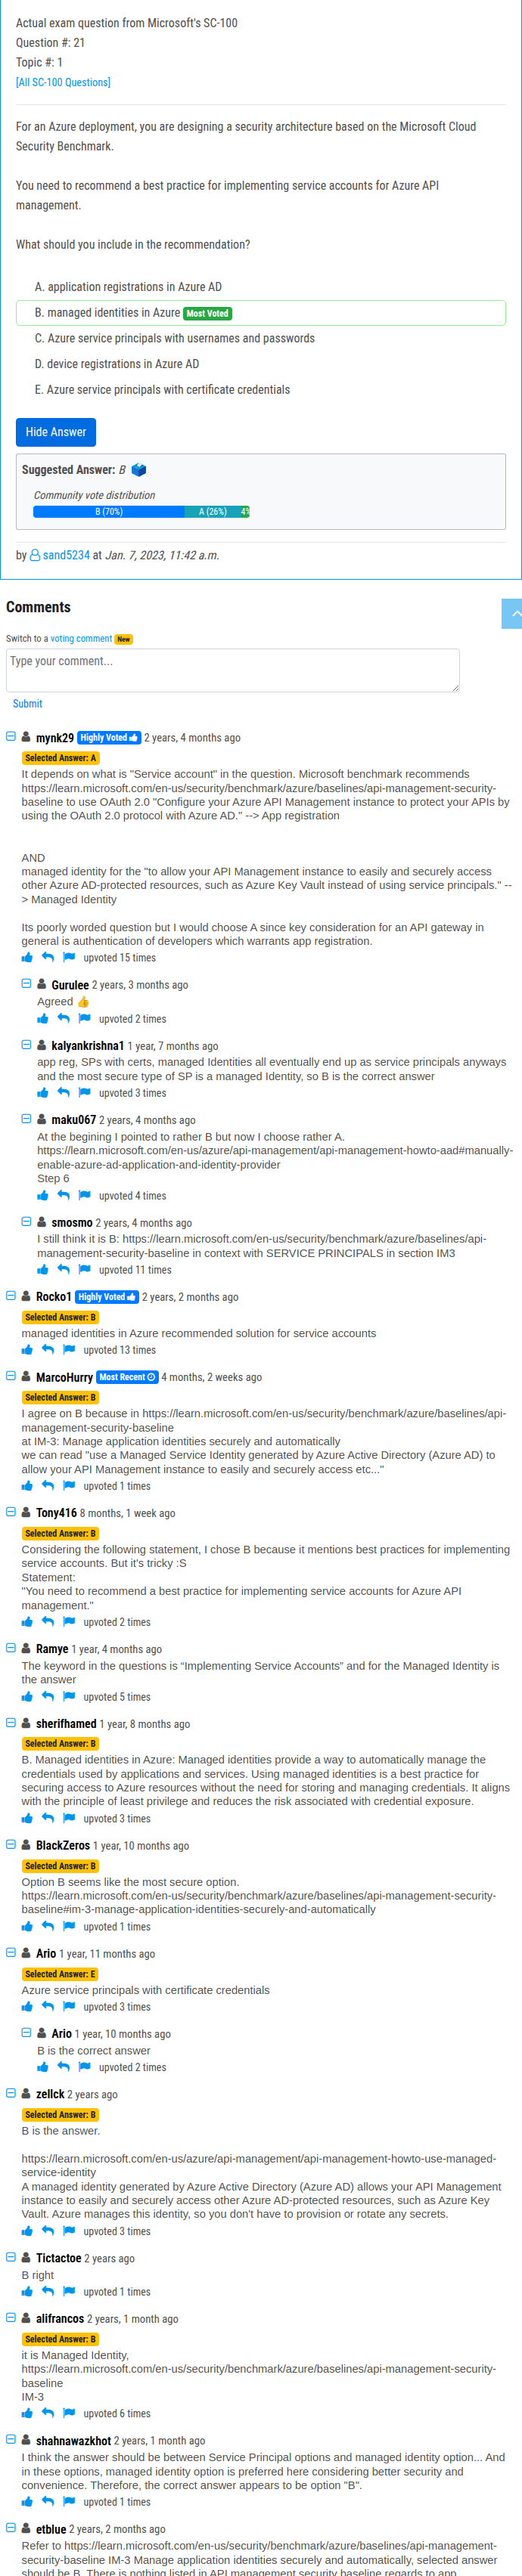 Actual exam question from Microsoft's SC-100
Question #: 21
Topic #: 1
[All SC-100 Questions]
For an Azure deployment, you are designing a security architecture based on the Microsoft Cloud
Security Benchmark.
You need to recommend a best practice for implementing service accounts for Azure API
management.
What should you include in the recommendation?
A. application registrations in Azure AD
B. managed identities in Azure Most Voted
C. Azure service principals with usernames and passwords
D. device registrations in Azure AD
E. Azure service principals with certificate credentials
Hide Answer
Suggested Answer: B
Community vote distribution
B (70%) A (26%) 4%
by sand5234 at Jan. 7, 2023, 11:42 a.m.
Comments
Switch to a voting comment New
Type your comment...
Submit
mynk29 Highly Voted 2 years, 4 months ago
Selected Answer: A
It depends on what is "Service account" in the question. Microsoft benchmark recommends
https://learn.microsoft.com/en-us/security/benchmark/azure/baselines/api-management-security-
baseline to use OAuth 2.0 "Configure your Azure API Management instance to protect your APIs by
using the OAuth 2.0 protocol with Azure AD." --> App registration
AND
managed identity for the "to allow your API Management instance to easily and securely access
other Azure AD-protected resources, such as Azure Key Vault instead of using service principals." --
> Managed Identity
Its poorly worded question but I would choose A since key consideration for an API gateway in
general is authentication of developers which warrants app registration.
upvoted 15 times
Gurulee 2 years, 3 months ago
Agreed 👍
upvoted 2 times
kalyankrishna1 1 year, 7 months ago
app reg, SPs with certs, managed Identities all eventually end up as service principals anyways
and the most secure type of SP is a managed Identity, so B is the correct answer
upvoted 3 times
maku067 2 years, 4 months ago
At the begining I pointed to rather B but now I choose rather A.
https://learn.microsoft.com/en-us/azure/api-management/api-management-howto-aad#manually-
enable-azure-ad-application-and-identity-provider
Step 6
upvoted 4 times
smosmo 2 years, 4 months ago
I still think it is B: https://learn.microsoft.com/en-us/security/benchmark/azure/baselines/api-
management-security-baseline in context with SERVICE PRINCIPALS in section IM3
upvoted 11 times
Rocko1 Highly Voted 2 years, 2 months ago
Selected Answer: B
managed identities in Azure recommended solution for service accounts
upvoted 13 times
MarcoHurry Most Recent 4 months, 2 weeks ago
Selected Answer: B
I agree on B because in https://learn.microsoft.com/en-us/security/benchmark/azure/baselines/api-
management-security-baseline
at IM-3: Manage application identities securely and automatically
we can read "use a Managed Service Identity generated by Azure Active Directory (Azure AD) to
allow your API Management instance to easily and securely access etc..."
upvoted 1 times
Tony416 8 months, 1 week ago
Selected Answer: B
Considering the following statement, I chose B because it mentions best practices for implementing
service accounts. But it's tricky :S
Statement:
"You need to recommend a best practice for implementing service accounts for Azure API
management."
upvoted 2 times
Ramye 1 year, 4 months ago
The keyword in the questions is “Implementing Service Accounts” and for the Managed Identity is
the answer
upvoted 5 times
sherifhamed 1 year, 8 months ago
Selected Answer: B
B. Managed identities in Azure: Managed identities provide a way to automatically manage the
credentials used by applications and services. Using managed identities is a best practice for
securing access to Azure resources without the need for storing and managing credentials. It aligns
with the principle of least privilege and reduces the risk associated with credential exposure.
upvoted 3 times
BlackZeros 1 year, 10 months ago
Selected Answer: B
Option B seems like the most secure option.
https://learn.microsoft.com/en-us/security/benchmark/azure/baselines/api-management-security-
baseline#im-3-manage-application-identities-securely-and-automatically
upvoted 1 times
Ario 1 year, 11 months ago
Selected Answer: E
Azure service principals with certificate credentials
upvoted 3 times
Ario 1 year, 10 months ago
B is the correct answer
upvoted 2 times
zellck 2 years ago
Selected Answer: B
B is the answer.
https://learn.microsoft.com/en-us/azure/api-management/api-management-howto-use-managed-
service-identity
A managed identity generated by Azure Active Directory (Azure AD) allows your API Management
instance to easily and securely access other Azure AD-protected resources, such as Azure Key
Vault. Azure manages this identity, so you don't have to provision or rotate any secrets.
upvoted 3 times
Tictactoe 2 years ago
B right
upvoted 1 times
alifrancos 2 years, 1 month ago
Selected Answer: B
it is Managed Identity,
https://learn.microsoft.com/en-us/security/benchmark/azure/baselines/api-management-security-
baseline
IM-3
upvoted 6 times
shahnawazkhot 2 years, 1 month ago
I think the answer should be between Service Principal options and managed identity option... And
in these options, managed identity option is preferred here considering better security and
convenience. Therefore, the correct answer appears to be option "B".
upvoted 1 times
etblue 2 years, 2 months ago
Refer to https://learn.microsoft.com/en-us/security/benchmark/azure/baselines/api-management-
security-baseline IM-3 Manage application identities securely and automatically, selected answer
should be B. There is nothing listed in API management security baseline regards to app